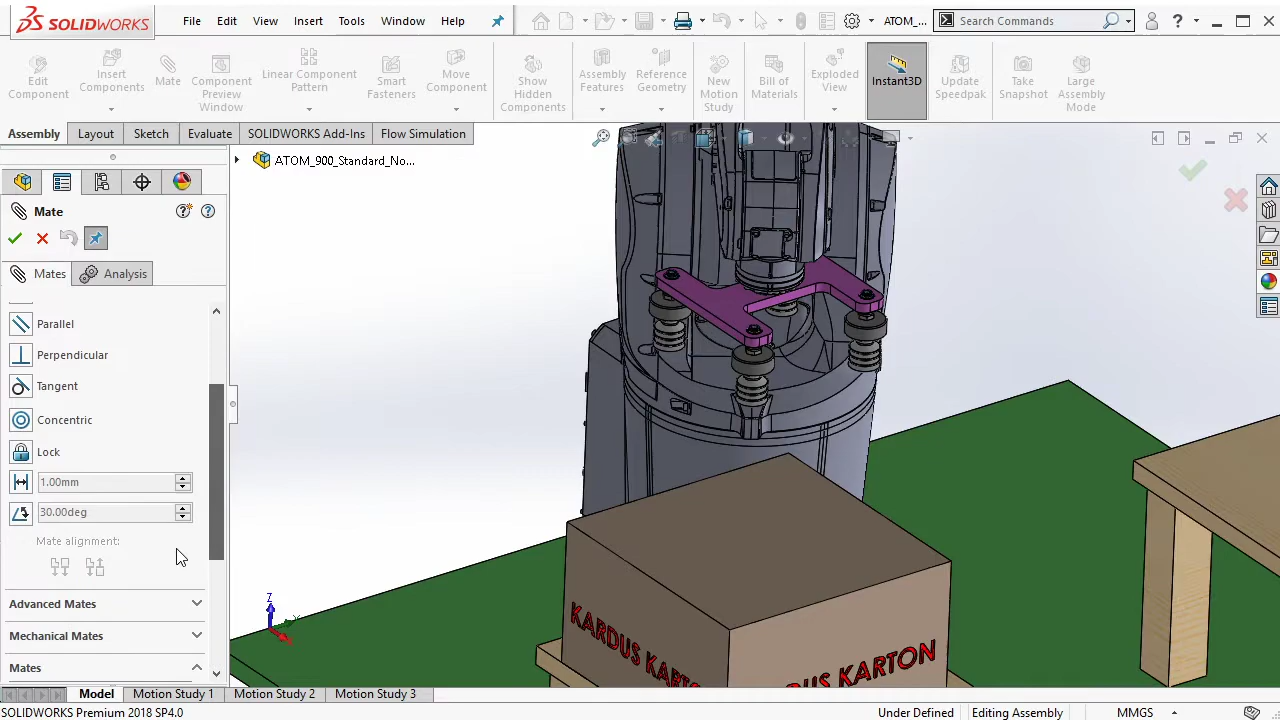 SOLIDWORKS
File Edit View Insert Tools Window Help
ATOM_...
Search Commands
?
Edit Component
Insert Components
Mate
Component Preview Window
Linear Component Pattern
Smart Fasteners
Move Component
Show Hidden Components
Assembly Features
Reference Geometry
New Motion Study
Bill of Materials
Exploded View
Instant3D
Update Speedpak
Take Snapshot
Large Assembly Mode
Assembly Layout Sketch Evaluate SOLIDWORKS Add-Ins Flow Simulation
ATOM_900_Standard_No...
Mate
Mates Analysis
Parallel
Perpendicular
Tangent
Concentric
Lock
1.00mm
30.00deg
Mate alignment:
Advanced Mates
Mechanical Mates
Mates
Z
KARDUS KARTO
DUS KARTON
Model Motion Study 1 Motion Study 2 Motion Study 3
SOLIDWORKS Premium 2018 SP4.0
Under Defined Editing Assembly MMGS